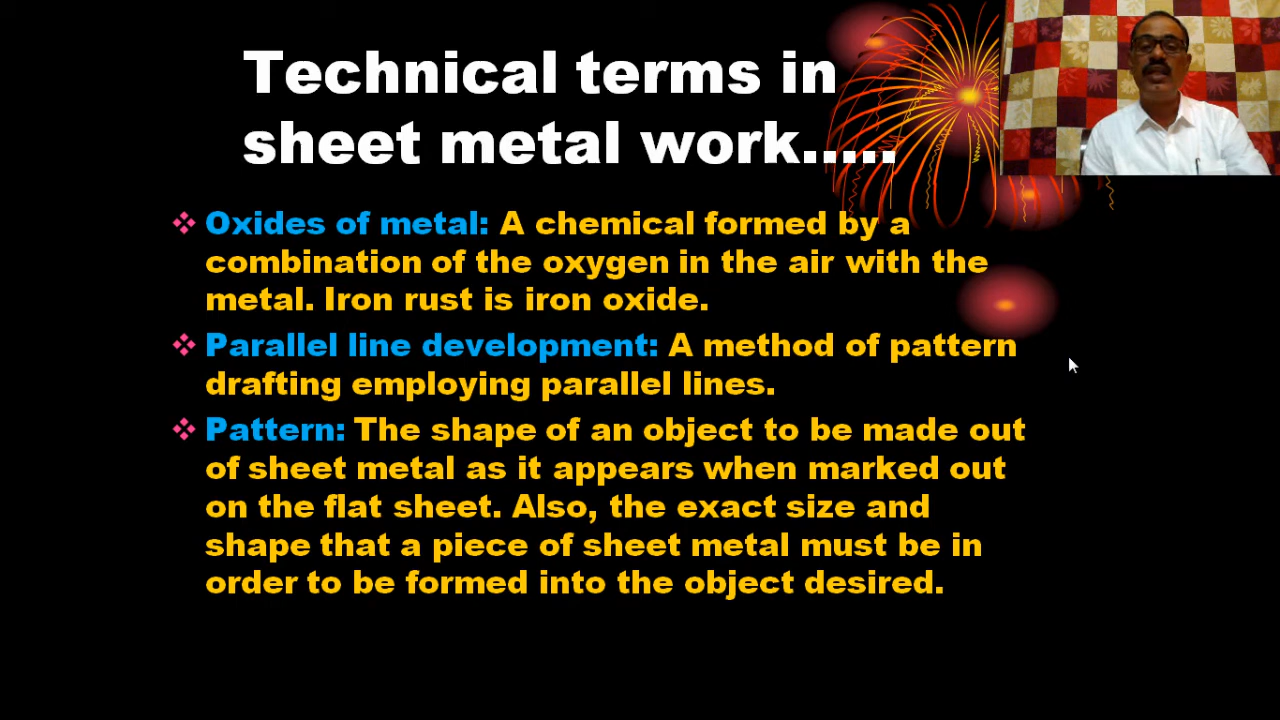 Technical terms in
sheet metal work.....
Oxides of metal: A chemical formed by a
combination of the oxygen in the air with the
metal. Iron rust is iron oxide.
Parallel line development: A method of pattern
drafting employing parallel lines.
Pattern: The shape of an object to be made out
of sheet metal as it appears when marked out
on the flat sheet. Also, the exact size and
shape that a piece of sheet metal must be in
order to be formed into the object desired.